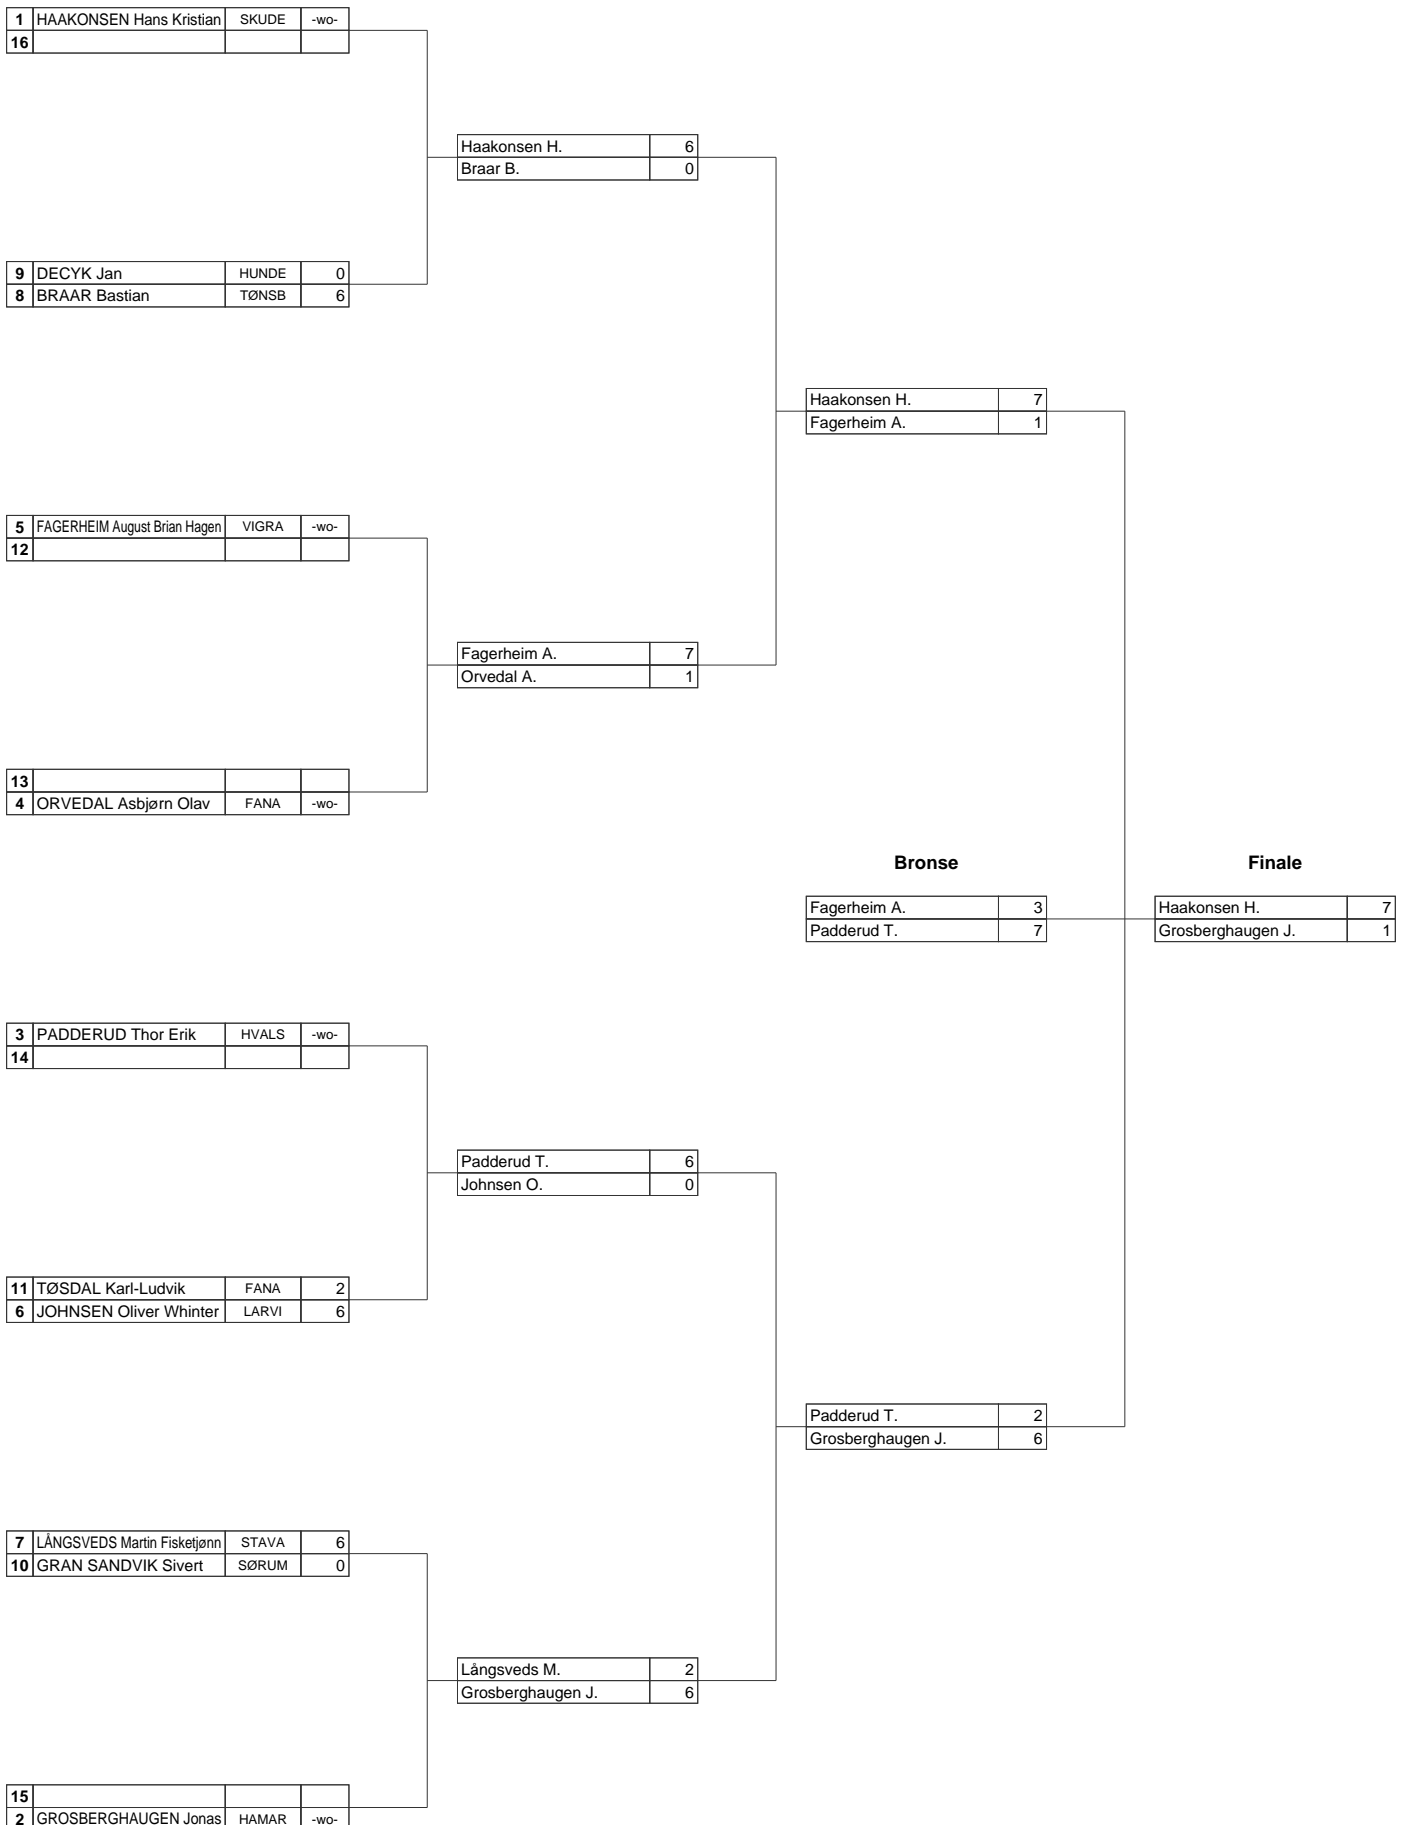 1 HAAKONSEN Hans Kristian SKUDE -wo-
16
Haakonsen H. 6
Braar B. 0
9 DECYK Jan HUNDE 0
8 BRAAR Bastian TØNSB 6
Haakonsen H. 7
Fagerheim A. 1
5 FAGERHEIM August Brian Hagen VIGRA -wo-
12
Fagerheim A. 7
Orvedal A. 1
13
4 ORVEDAL Asbjørn Olav FANA -wo-
Bronse Finale
Fagerheim A. 3 Haakonsen H. 7
Padderud T. 7 Grosberghaugen J. 1
3 PADDERUD Thor Erik HVALS -wo-
14
Padderud T. 6
Johnsen O. 0
11 TØSDAL Karl-Ludvik FANA 2
6 JOHNSEN Oliver Whinter LARVI 6
Padderud T. 2
Grosberghaugen J. 6
7 LÅNGSVEDS Martin Fisketjønn STAVA 6
10 GRAN SANDVIK Sivert SØRUM 0
Långsveds M. 2
Grosberghaugen J. 6
15
2 GROSBERGHAUGEN Jonas HAMAR -wo-